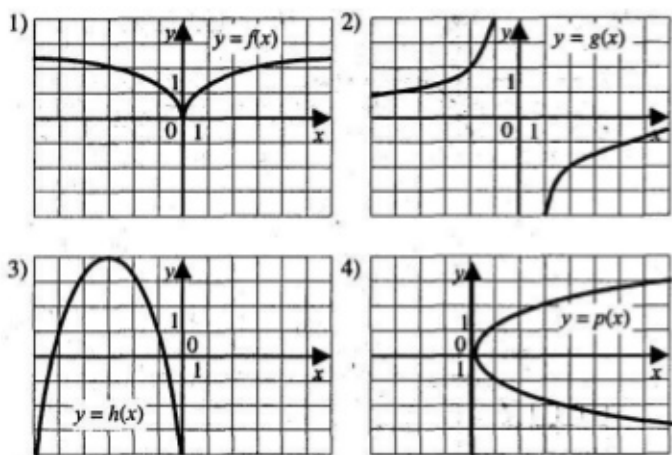 1)
y
y = f(x)
1
0
1
x
2)
y
y = g(x)
1
0
1
x
3)
y
1
0
1
x
y = h(x)
4)
y
1
y = p(x)
0
1
x